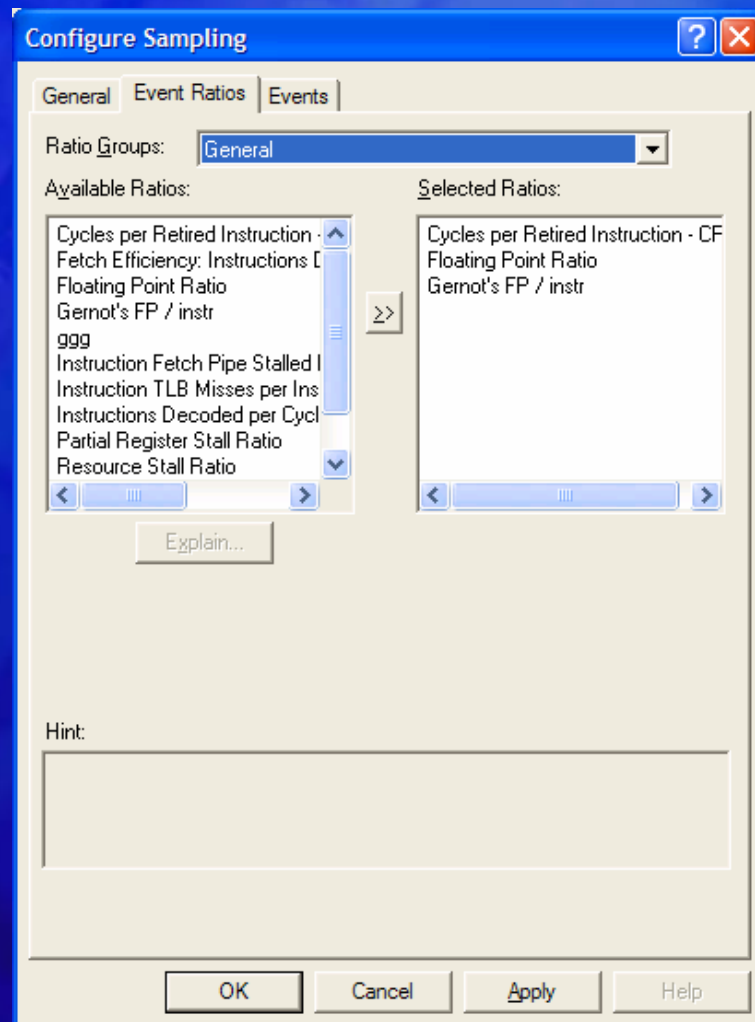 Configure Sampling
General
Event Ratios
Events
Ratio Groups:
General
Available Ratios:
Selected Ratios:
Cycles per Retired Instruction -
Fetch Efficiency: Instructions
Floating Point Ratio
Gernot's FP / instr
ggg
Instruction Fetch Pipe Stalled
Instruction TLB Misses per Ins
Instructions Decoded per Cycl
Partial Register Stall Ratio
Resource Stall Ratio
>>
Cycles per Retired Instruction - CF
Floating Point Ratio
Gernot's FP / instr
Explain...
Hint:
OK
Cancel
Apply
Help